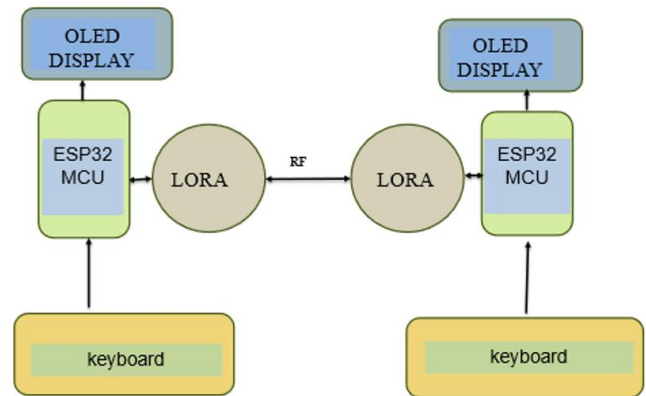 OLED
DISPLAY
OLED
DISPLAY
ESP32
MCU
LORA
RF
LORA
ESP32
MCU
keyboard
keyboard